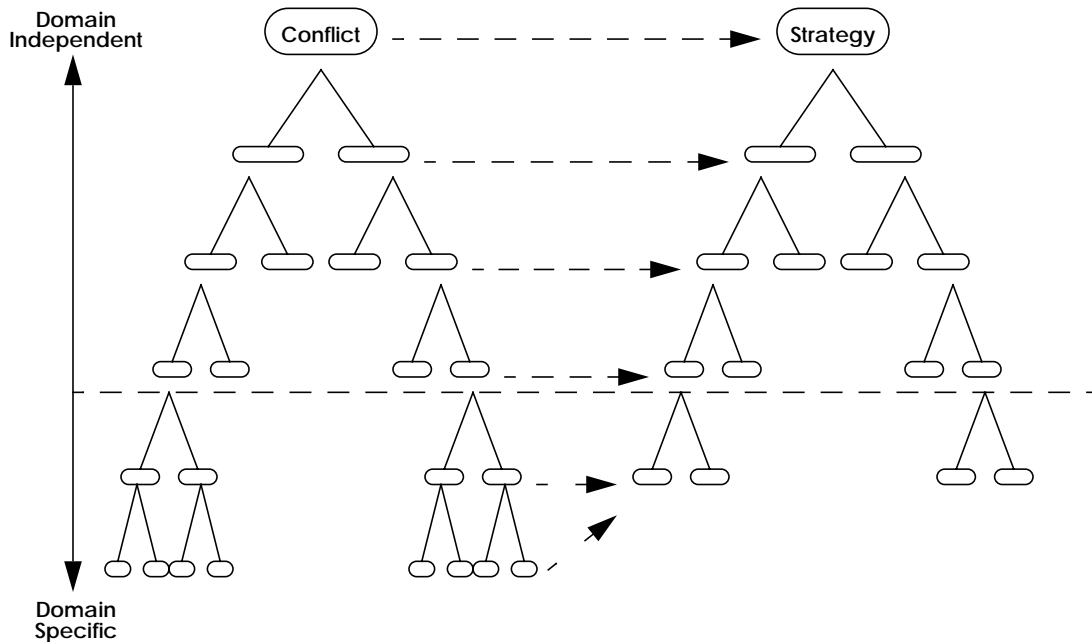 Domain
Independent
Conflict
Strategy
Domain
Specific